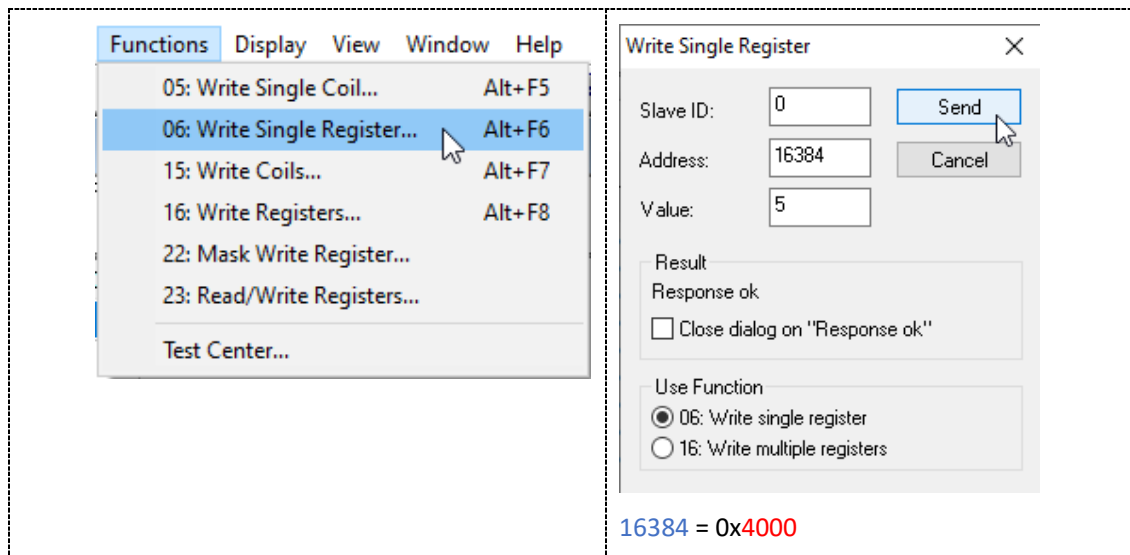 Functions Display View Window Help
05: Write Single Coil... Alt+F5
06: Write Single Register... Alt+F6
15: Write Coils... Alt+F7
16: Write Registers... Alt+F8
22: Mask Write Register...
23: Read/Write Registers...
Test Center...
Write Single Register
Slave ID: 0 Send
Address: 16384 Cancel
Value: 5
Result
Response ok
Close dialog on "Response ok"
Use Function
06: Write single register
16: Write multiple registers
16384 = 0x4000